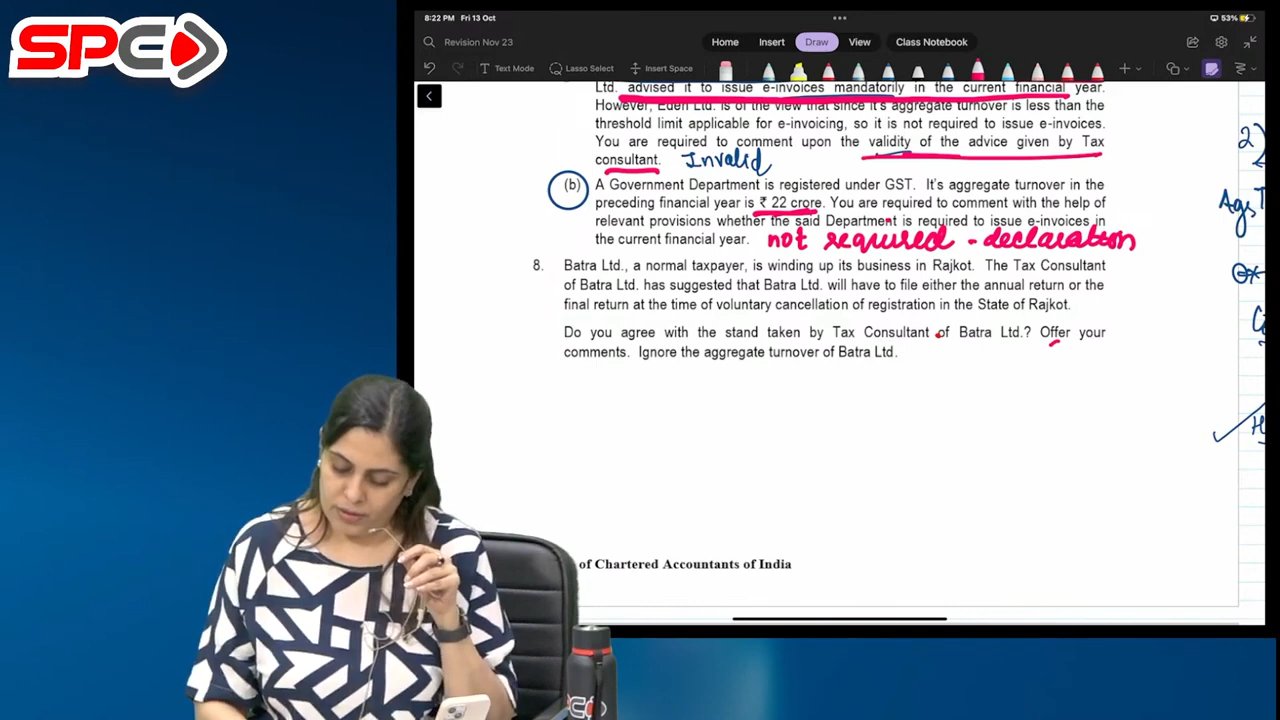 SPC
8:22 PM Fri 13 Oct
53%
Revision Nov 23
Home Insert Draw View Class Notebook
Text Mode Lasso Select Insert Space
Ltd. advised it to issue e-invoices mandatorily in the current financial year.
However, Eden Ltd. is of the view that since it's aggregate turnover is less than the
threshold limit applicable for e-invoicing, so it is not required to issue e-invoices.
You are required to comment upon the validity of the advice given by Tax
consultant. Invalid
(b) A Government Department is registered under GST. It's aggregate turnover in the
preceding financial year is ₹ 22 crore. You are required to comment with the help of
relevant provisions whether the said Department is required to issue e-invoices in
the current financial year. not required - declaration
8. Batra Ltd., a normal taxpayer, is winding up its business in Rajkot. The Tax Consultant
of Batra Ltd. has suggested that Batra Ltd. will have to file either the annual return or the
final return at the time of voluntary cancellation of registration in the State of Rajkot.
Do you agree with the stand taken by Tax Consultant of Batra Ltd.? Offer your
comments. Ignore the aggregate turnover of Batra Ltd.
of Chartered Accountants of India
2)